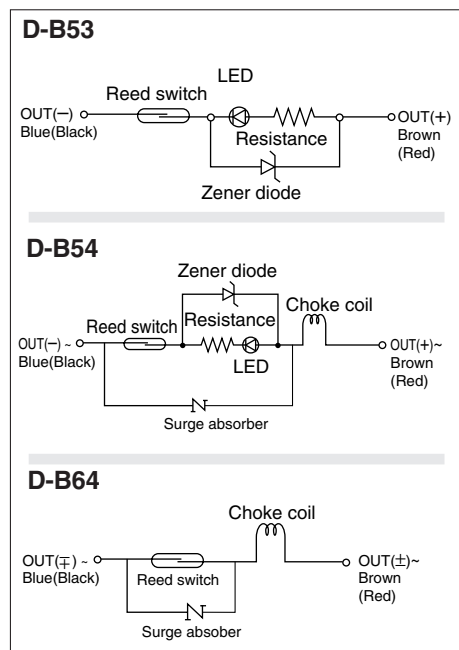 D-B53
LED
Reed switch
OUT(−)
Blue(Black)
OUT(+)
Brown
(Red)
Resistance
Zener diode
D-B54
Zener diode
Choke coil
Reed switch
Resistance
OUT(−) ~
Blue(Black)
OUT(+)~
Brown
(Red)
LED
Surge absorber
D-B64
Choke coil
OUT(∓) ~
Blue(Black)
Reed switch
OUT(±)~
Brown
(Red)
Surge absober